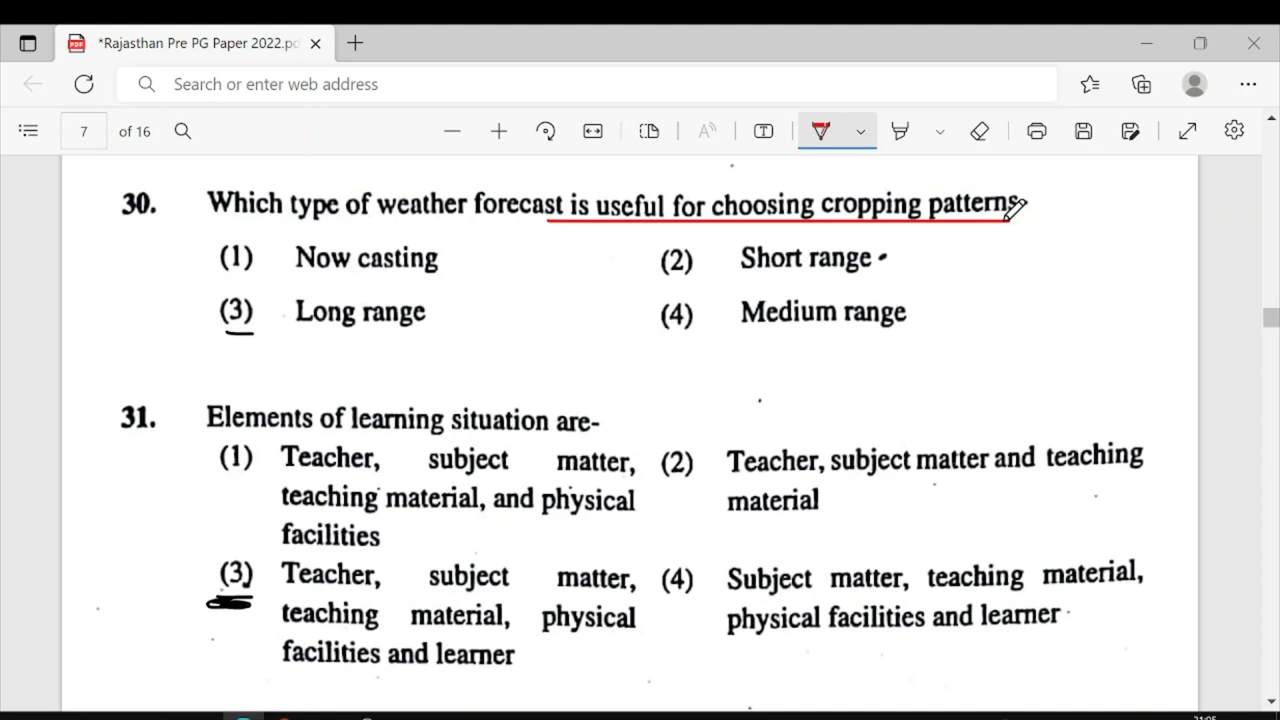 *Rajasthan Pre PG Paper 2022.pd
Search or enter web address
7 of 16
30. Which type of weather forecast is useful for choosing cropping patterns
(1) Now casting (2) Short range
(3) Long range (4) Medium range
31. Elements of learning situation are-
(1) Teacher, subject matter, (2) Teacher, subject matter and teaching
teaching material, and physical material
facilities
(3) Teacher, subject matter, (4) Subject matter, teaching material,
teaching material, physical physical facilities and learner
facilities and learner